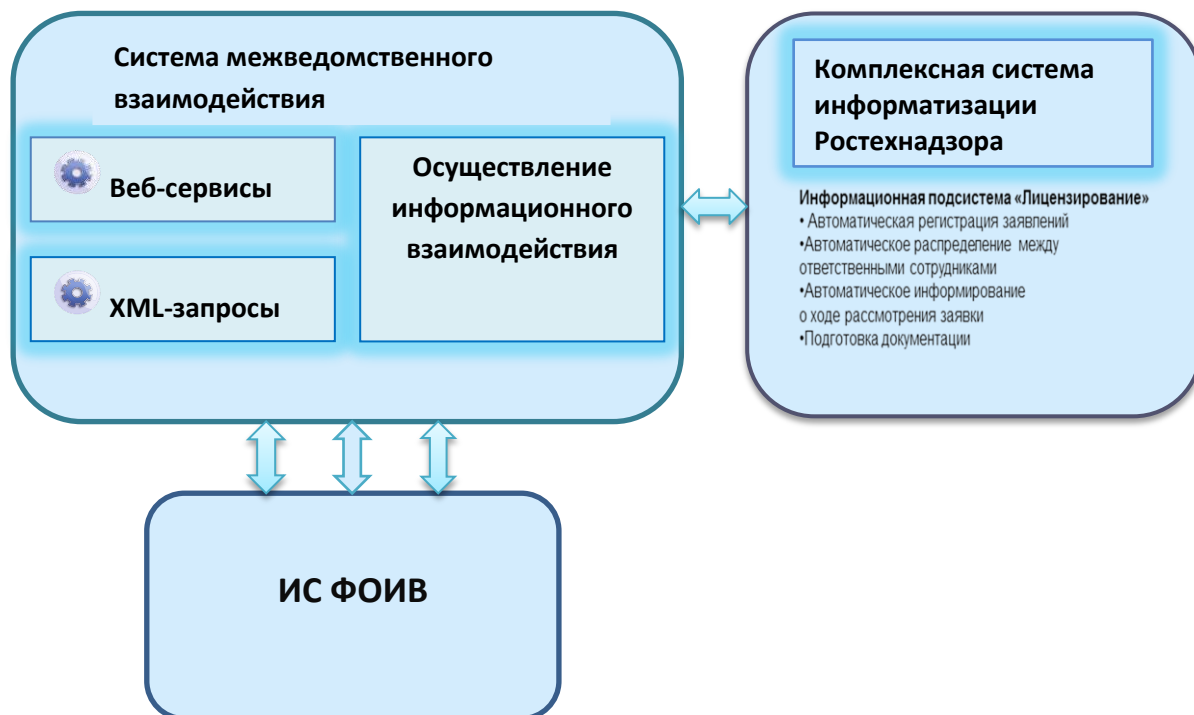 Система межведомственного
взаимодействия
Веб-сервисы
XML-запросы
Осуществление
информационного
взаимодействия
Комплексная система
информатизации
Ростехнадзора
Информационная подсистема «Лицензирование»
• Автоматическая регистрация заявлений
•Автоматическое распределение между
ответственными сотрудниками
•Автоматическое информирование
о ходе рассмотрения заявки
•Подготовка документации
ИС ФОИВ